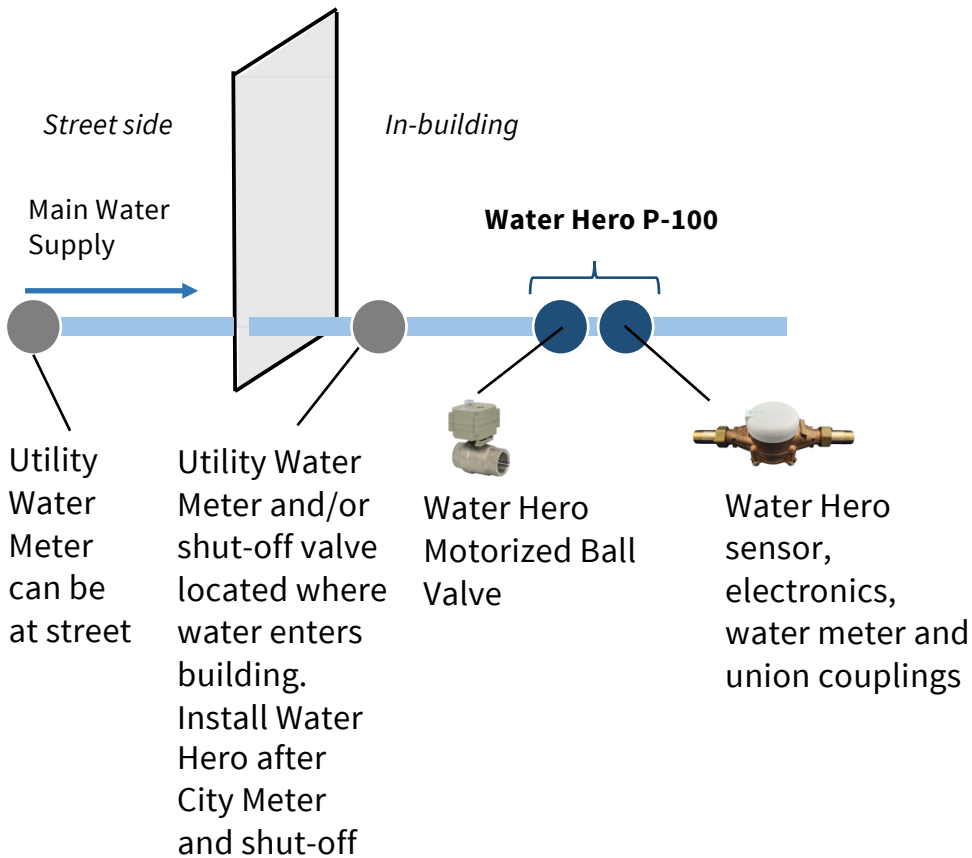 Street side
In-building
Main Water
Supply
Water Hero P-100
Utility
Water
Meter
can be
at street
Utility Water
Meter and/or
shut-off valve
located where
water enters
building.
Install Water
Hero after
City Meter
and shut-off
Water Hero
Motorized Ball
Valve
Water Hero
sensor,
electronics,
water meter and
union couplings